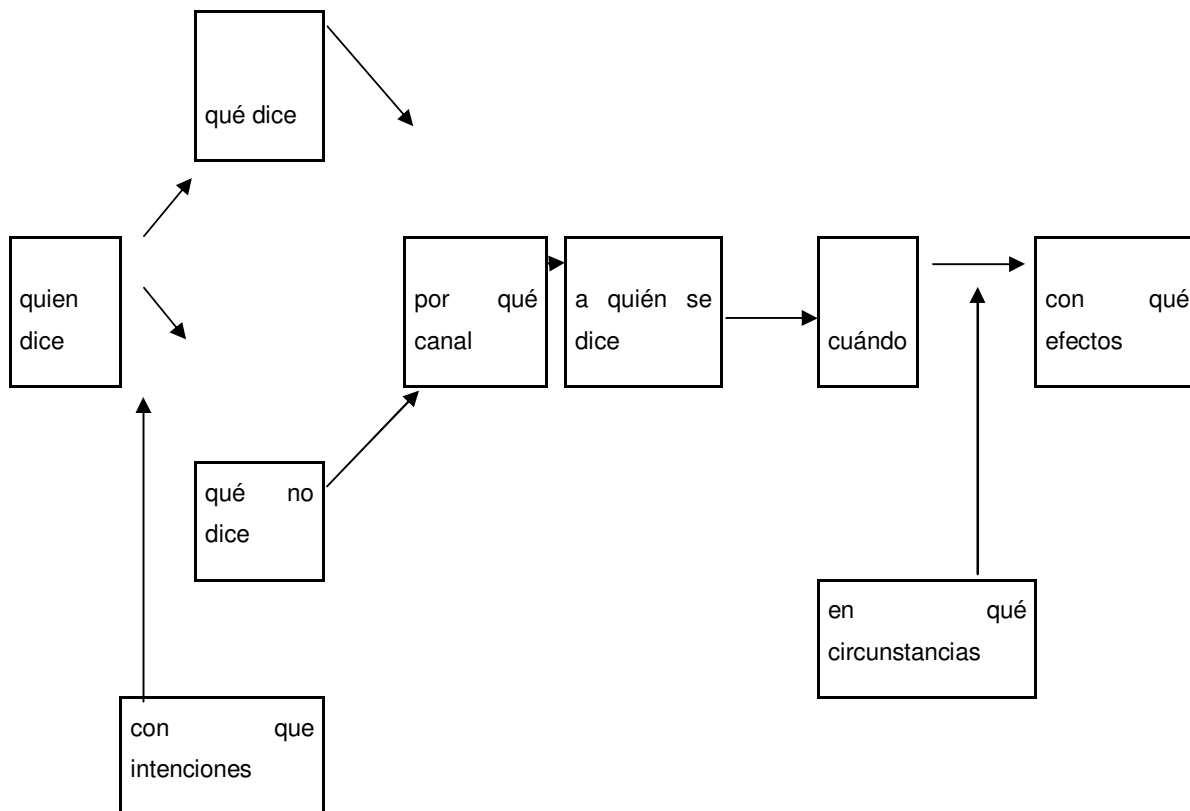 qué dice
quien
dice
por qué
canal
a quién se
dice
cuándo
con qué
efectos
qué no
dice
en qué
circunstancias
con que
intenciones